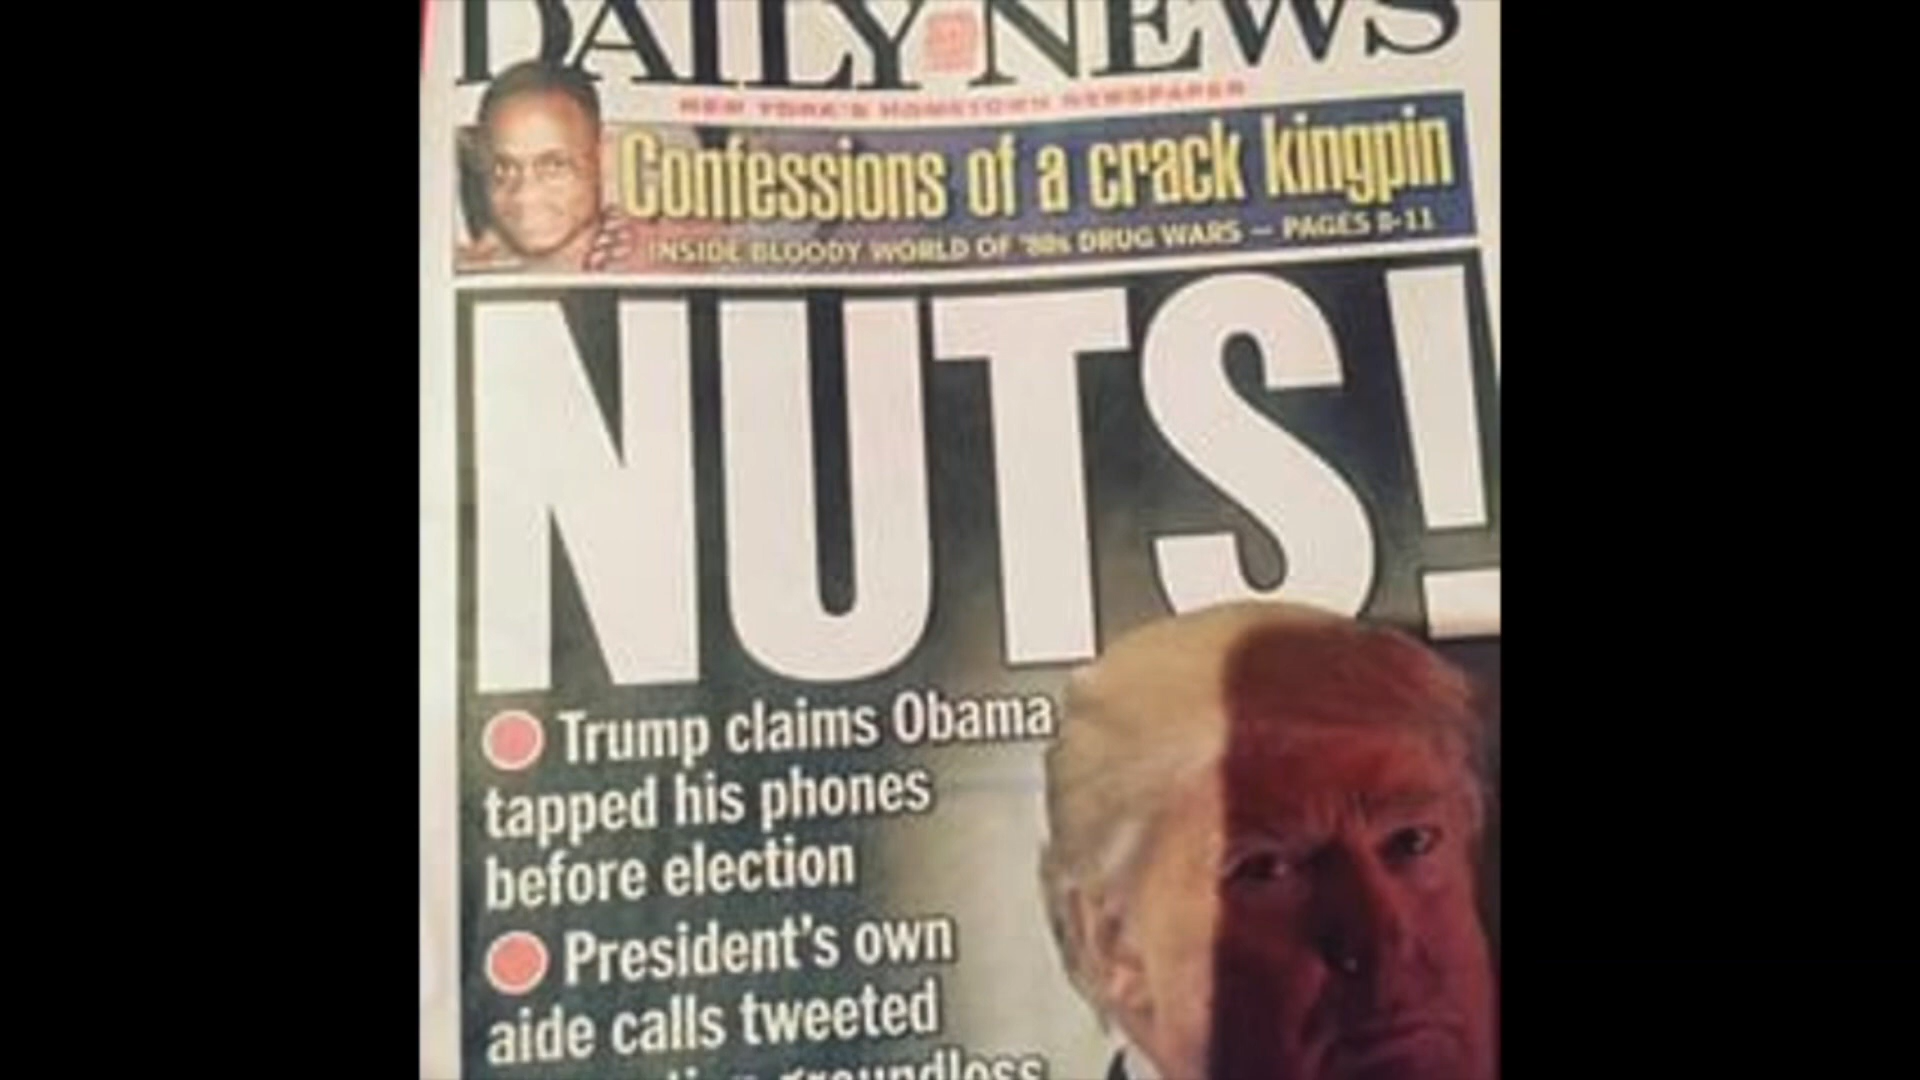 DAILY NEWS
NEW YORK'S HOMETOWN NEWSPAPER
Confessions of a crack kingpin
INSIDE BLOODY WORLD OF '80s DRUG WARS — PAGES 8-11
NUTS!
Trump claims Obama
tapped his phones
before election
President's own
aide calls tweeted
groundless